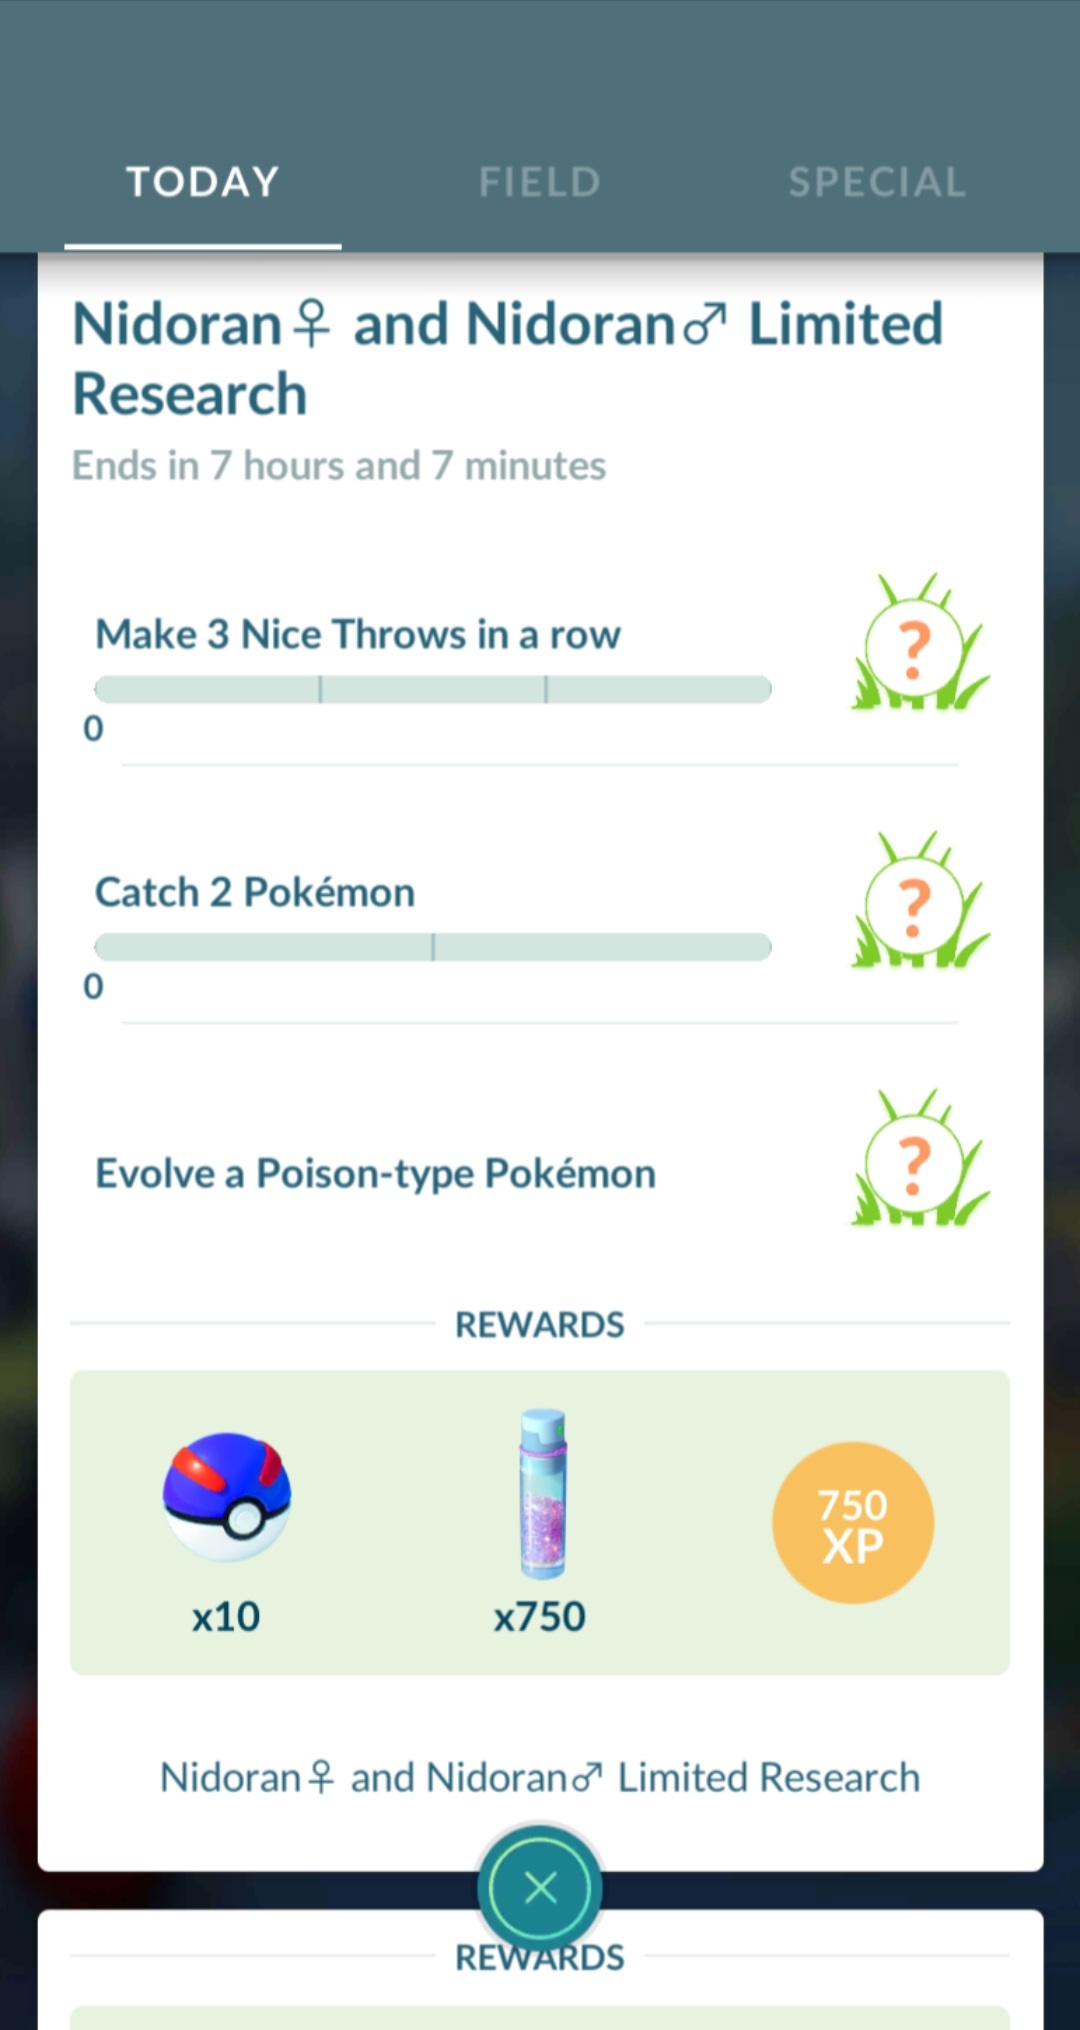 TODAY FIELD SPECIAL
Nidoran♀ and Nidoran♂ Limited
Research
Ends in 7 hours and 7 minutes
Make 3 Nice Throws in a row
?
0
Catch 2 Pokémon
?
0
Evolve a Poison-type Pokémon
?
REWARDS
750
XP
x10 x750
Nidoran♀ and Nidoran♂ Limited Research
REWARDS